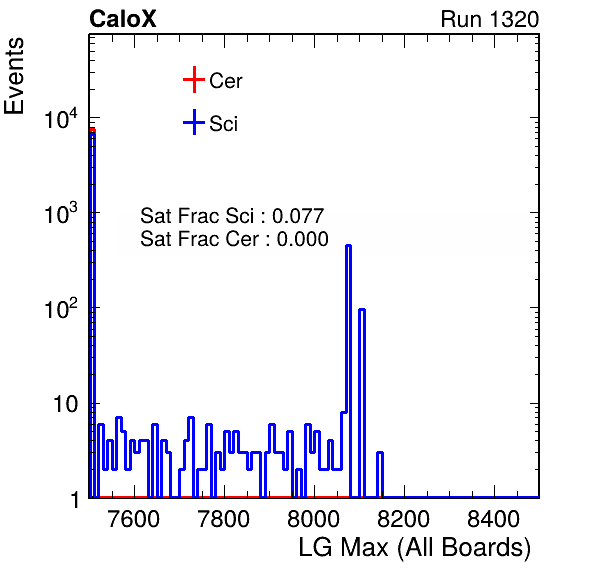 CaloX Run 1320
Events
Cer
Sci
Sat Frac Sci : 0.077
Sat Frac Cer : 0.000
10^4
10^3
10^2
10
1
7600 7800 8000 8200 8400
LG Max (All Boards)